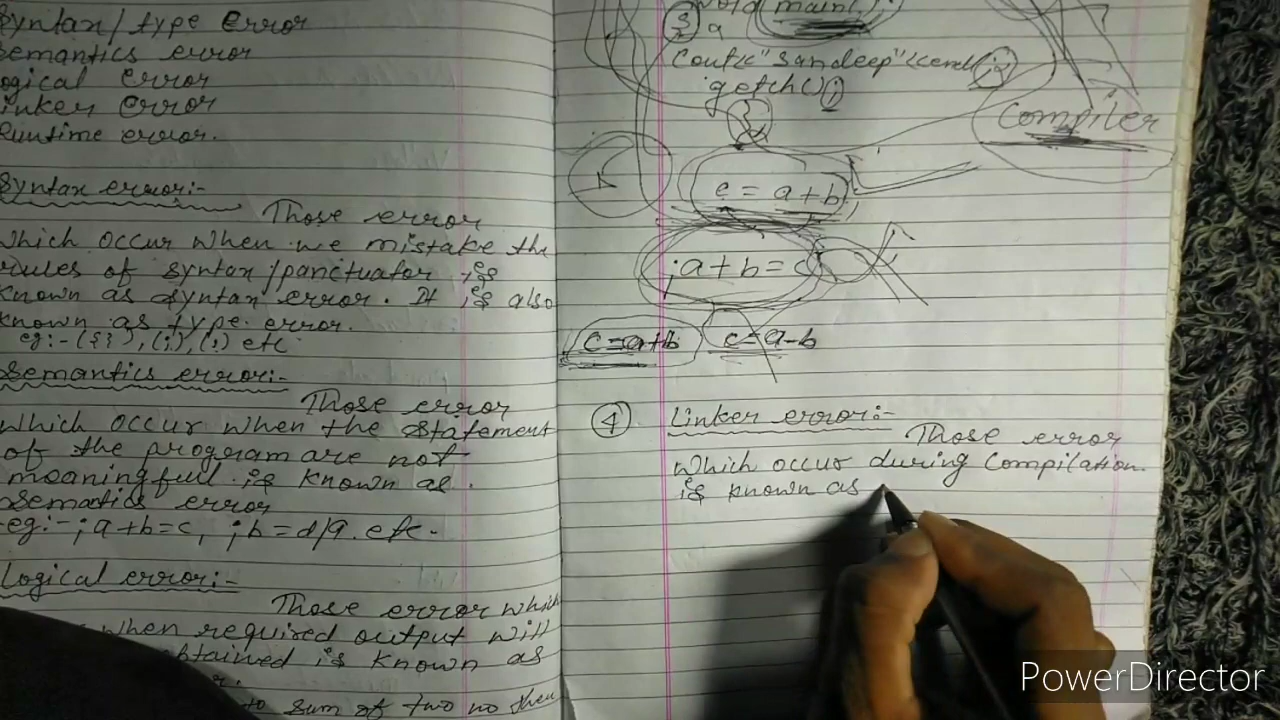 Syntax/type Error
Semantics error
ogical Error
inker Error
Runtime error.
Syntax error:-
Those error
which occur when we mistake the
rules of syntax/panctuator is
known as syntax error. It is also
known as type error.
eg:- ({}), (;), (,) etc
Semantics error:-
Those error
which occur when the statement
of the program are not
meaningful is known as
Semantics error
eg:- ; a+b=c, ; b=d/a. etc.
Logical error:-
Those error which
when required output will
obtained is known as
to sum of two no then
void main()
{ a
Cout<<"Sandeep"<<endl;
getch();
}
Compiler
c = a+b;
;a+b=c
c=a+b c=a-b
4 Linker error:-
Those error
which occur during compilation.
is known as
PowerDirector